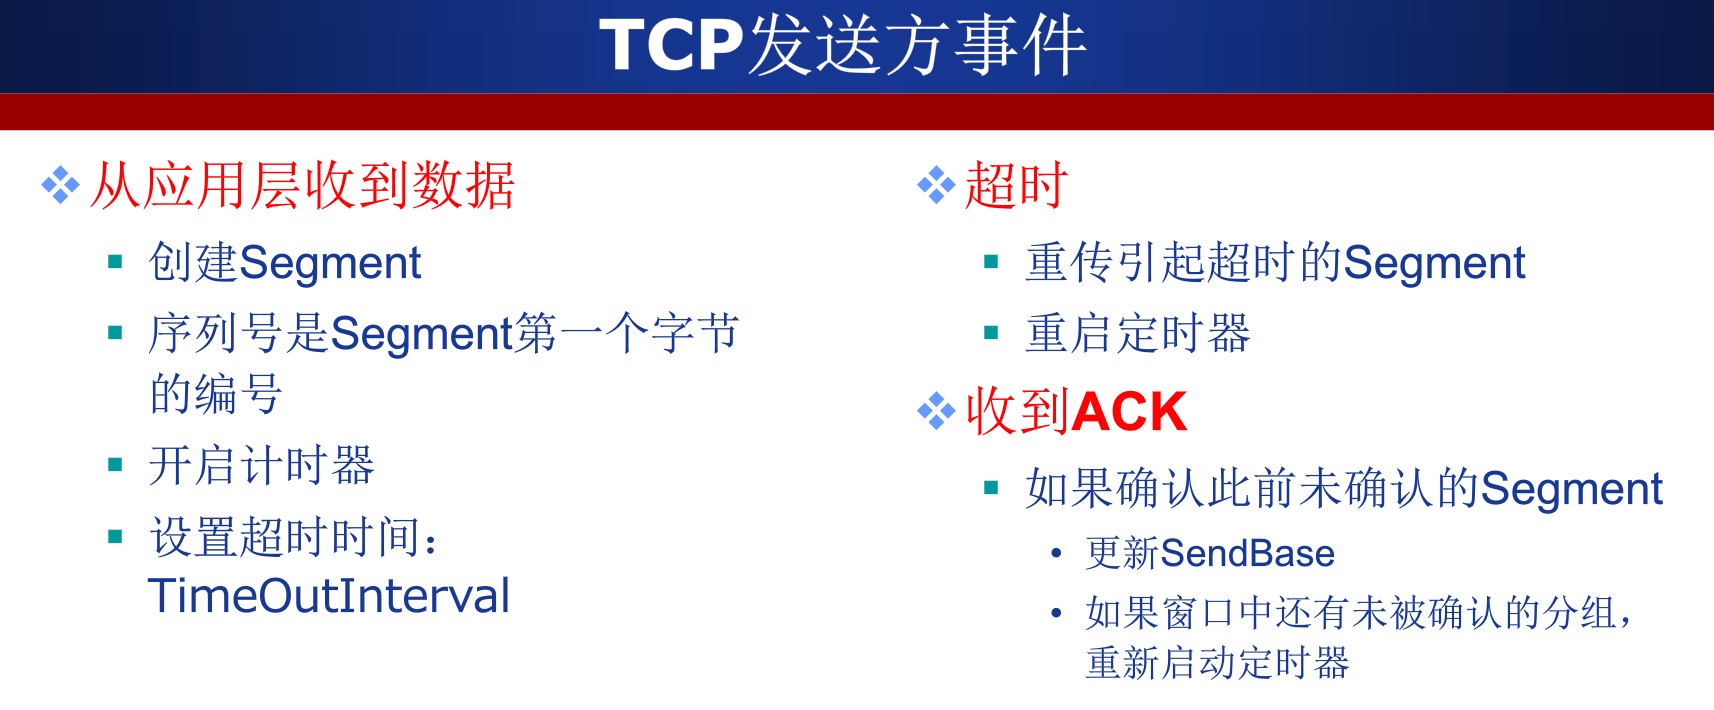 TCP发送方事件
从应用层收到数据
创建Segment
序列号是Segment第一个字节
的编号
开启计时器
设置超时时间：
TimeOutInterval
超时
重传引起超时的Segment
重启定时器
收到ACK
如果确认此前未确认的Segment
更新SendBase
如果窗口中还有未被确认的分组，
重新启动定时器